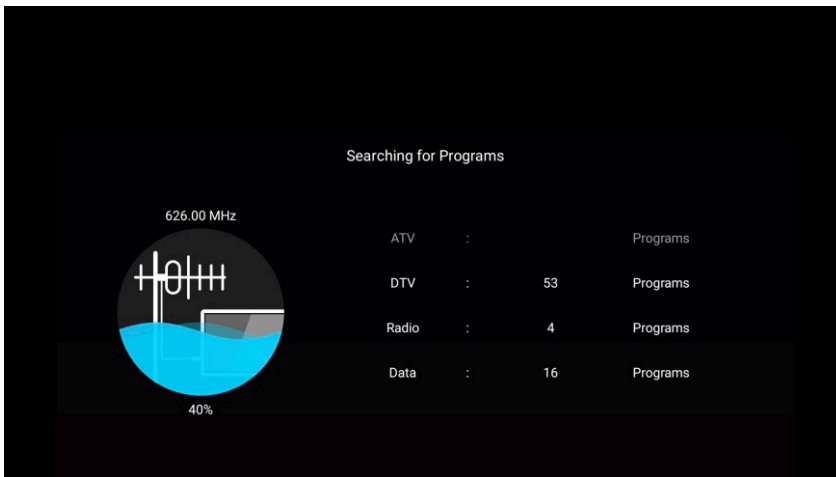 Searching for Programs
626.00 MHz
ATV : Programs
DTV : 53 Programs
Radio : 4 Programs
Data : 16 Programs
40%